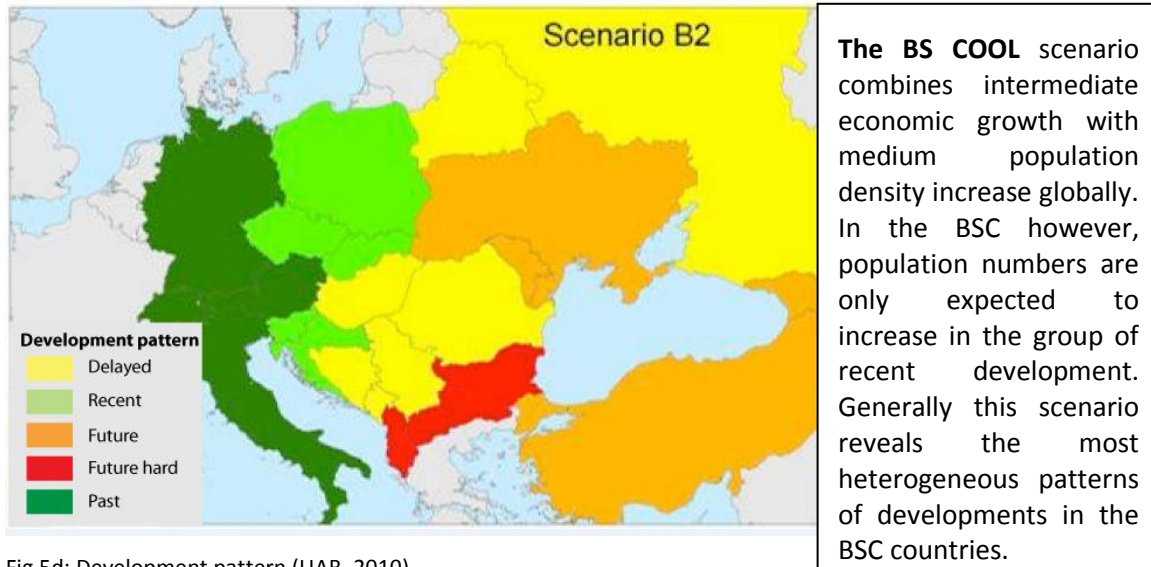 Scenario B2
Development pattern
Delayed
Recent
Future
Future hard
Past
The BS COOL scenario
combines intermediate
economic growth with
medium population
density increase globally.
In the BSC however,
population numbers are
only expected to
increase in the group of
recent development.
Generally this scenario
reveals the most
heterogeneous patterns
of developments in the
BSC countries.
Fig 5d: Development pattern (UAB, 2010)